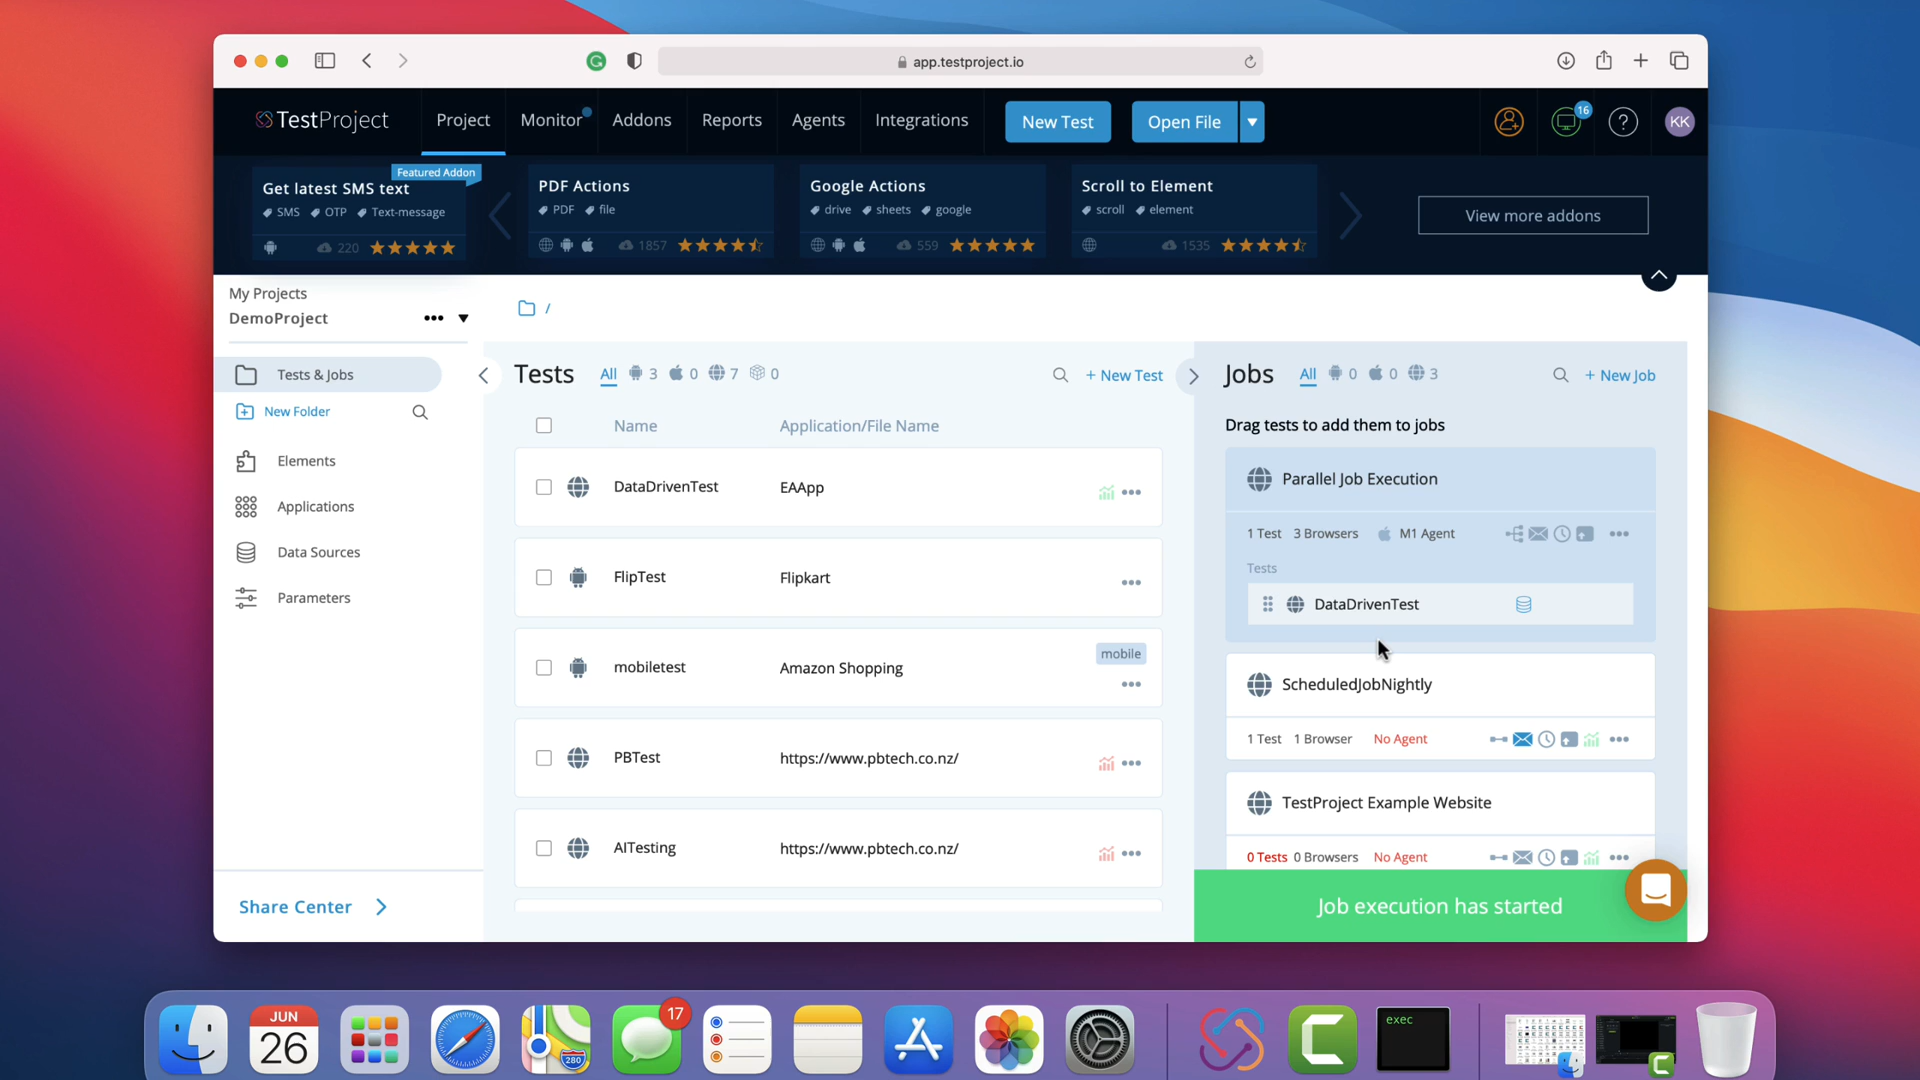 app.testproject.io
TestProject
Project
Monitor
Addons
Reports
Agents
Integrations
New Test
Open File
16
?
KK
Featured Addon
Get latest SMS text
SMS OTP Text-message
220
PDF Actions
PDF file
1857
Google Actions
drive sheets google
559
Scroll to Element
scroll element
1535
View more addons
My Projects
DemoProject
Tests & Jobs
New Folder
Elements
Applications
Data Sources
Parameters
Share Center
/
Tests All 3 0 7 0
+ New Test
Name Application/File Name
DataDrivenTest EAApp
FlipTest Flipkart
mobiletest Amazon Shopping mobile
PBTest https://www.pbtech.co.nz/
AITesting https://www.pbtech.co.nz/
Jobs All 0 0 3
+ New Job
Drag tests to add them to jobs
Parallel Job Execution
1 Test 3 Browsers M1 Agent
Tests
DataDrivenTest
ScheduledJobNightly
1 Test 1 Browser No Agent
TestProject Example Website
0 Tests 0 Browsers No Agent
Job execution has started
JUN
26
280
17
exec